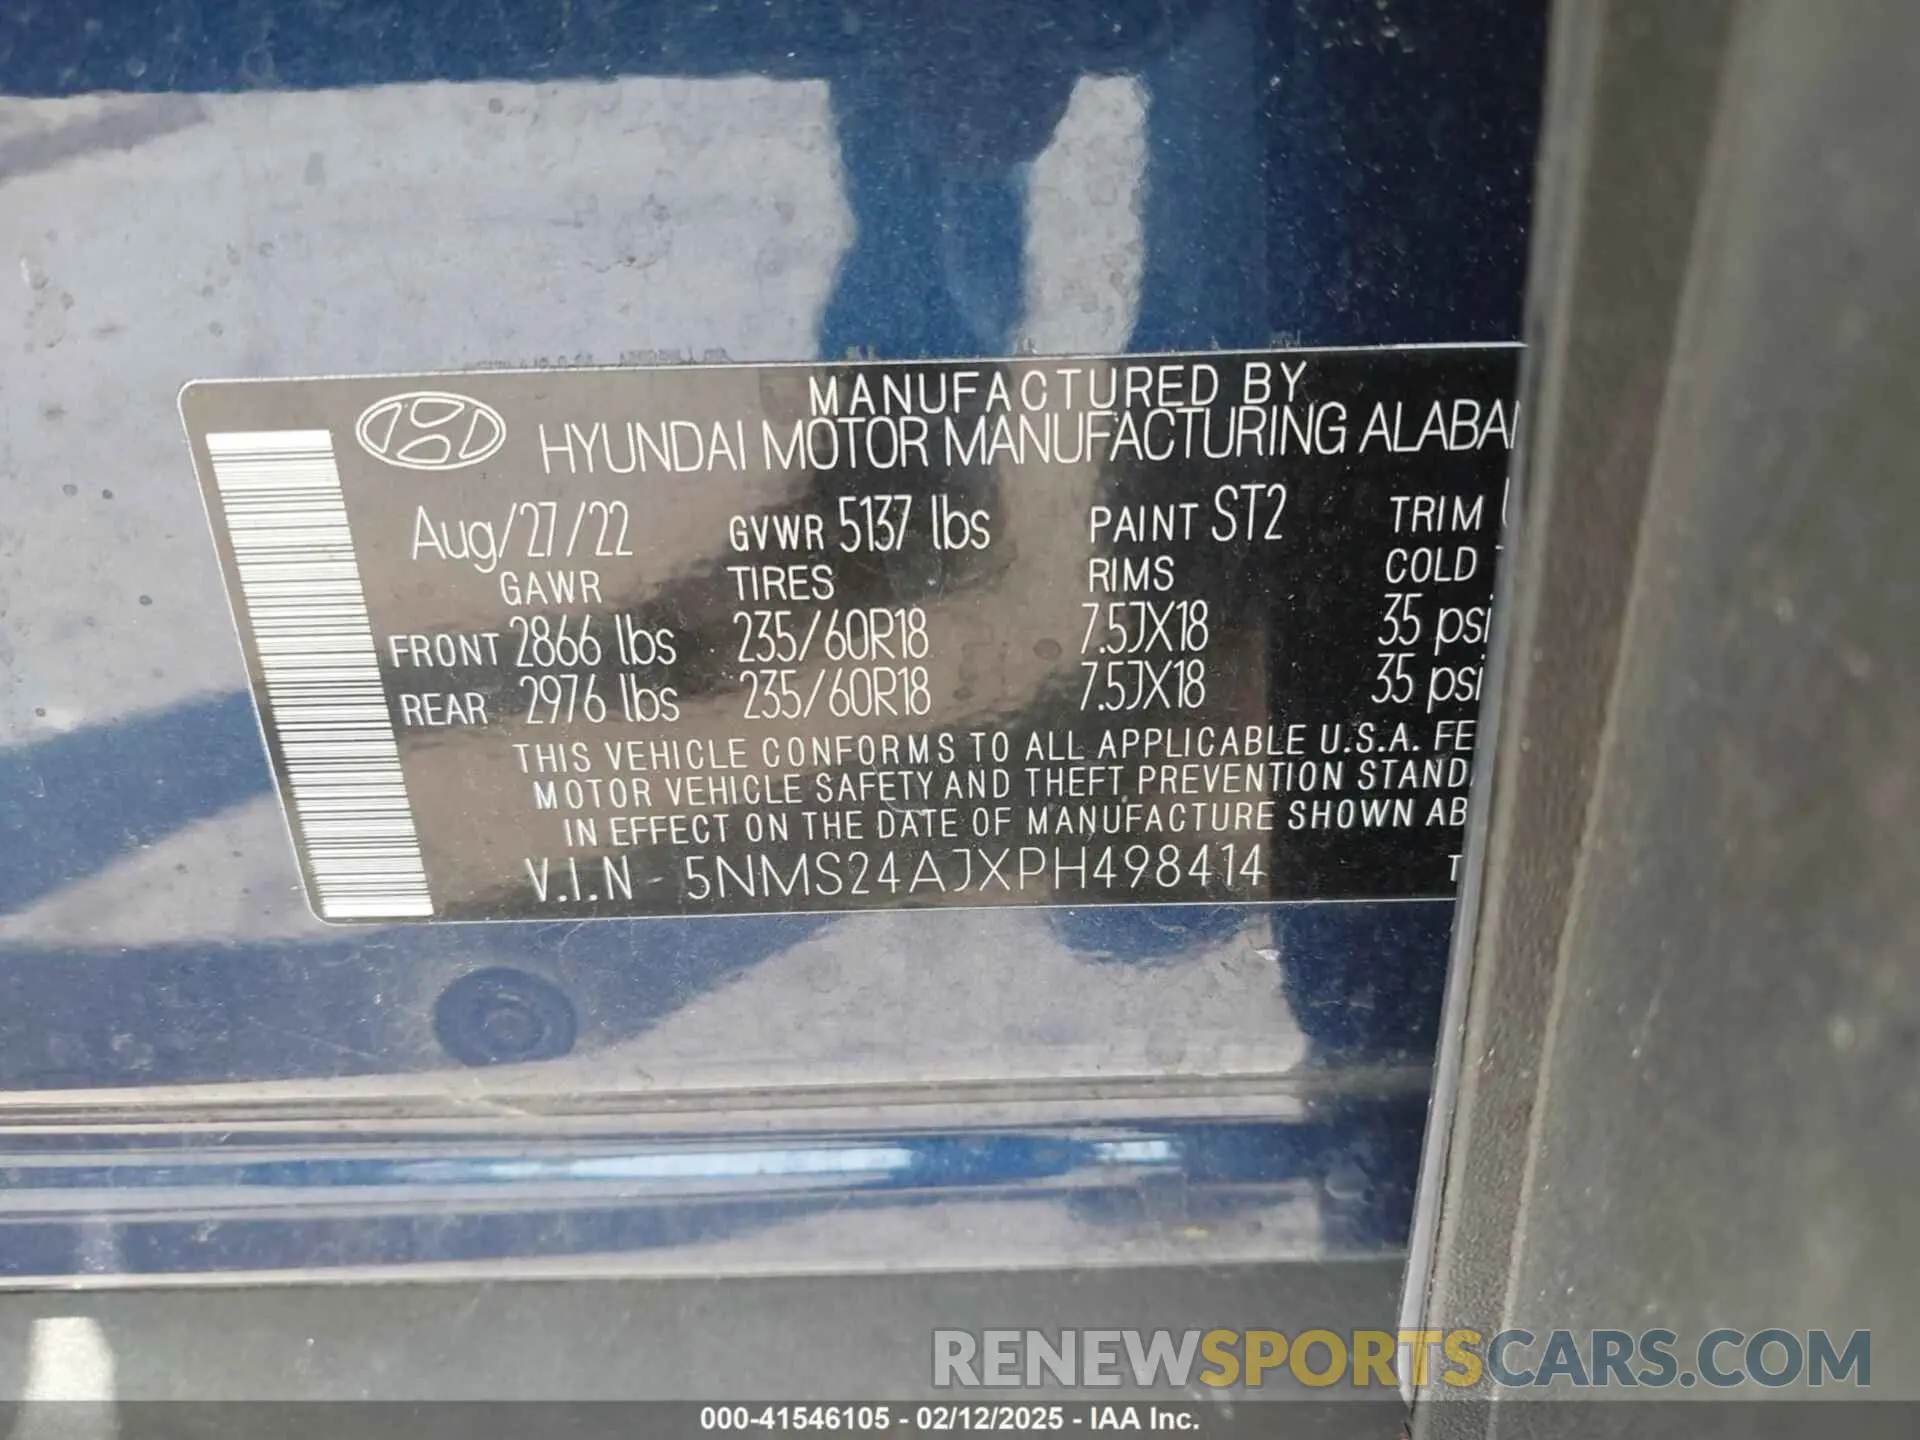 MANUFACTURED BY
HYUNDAI MOTOR MANUFACTURING ALABA
Aug/27/22 GVWR 5137 lbs PAINT ST2 TRIM
GAWR TIRES RIMS COLD
FRONT 2866 lbs 235/60R18 7.5JX18 35 psi
REAR 2976 lbs 235/60R18 7.5JX18 35 psi
THIS VEHICLE CONFORMS TO ALL APPLICABLE U.S.A. FE
MOTOR VEHICLE SAFETY AND THEFT PREVENTION STAND
IN EFFECT ON THE DATE OF MANUFACTURE SHOWN AB
V.I.N 5NMS24AJXPH498414 T
RENEWSPORTSCARS.COM
000-41546105 - 02/12/2025 - IAA Inc.